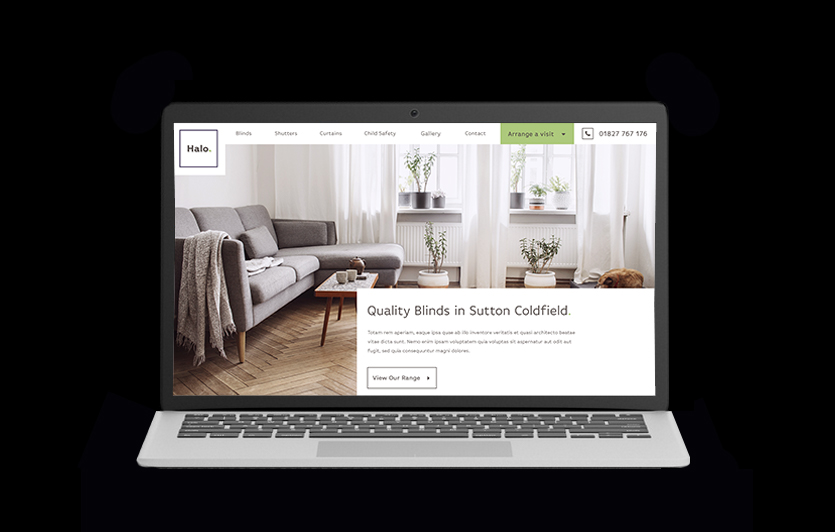 Halo.
Blinds
Shutters
Curtains
Child Safety
Gallery
Contact
Arrange a visit
01827 767 176
Quality Blinds in Sutton Coldfield.
Totam rem aperiam, eaque ipsa quae ab illo inventore veritatis et quasi architecto beatae
vitae dicta sunt. Nemo enim ipsam voluptatem quia voluptas sit aspernatur aut odit aut
fugit, sed quia consequuntur magni dolores.
View Our Range